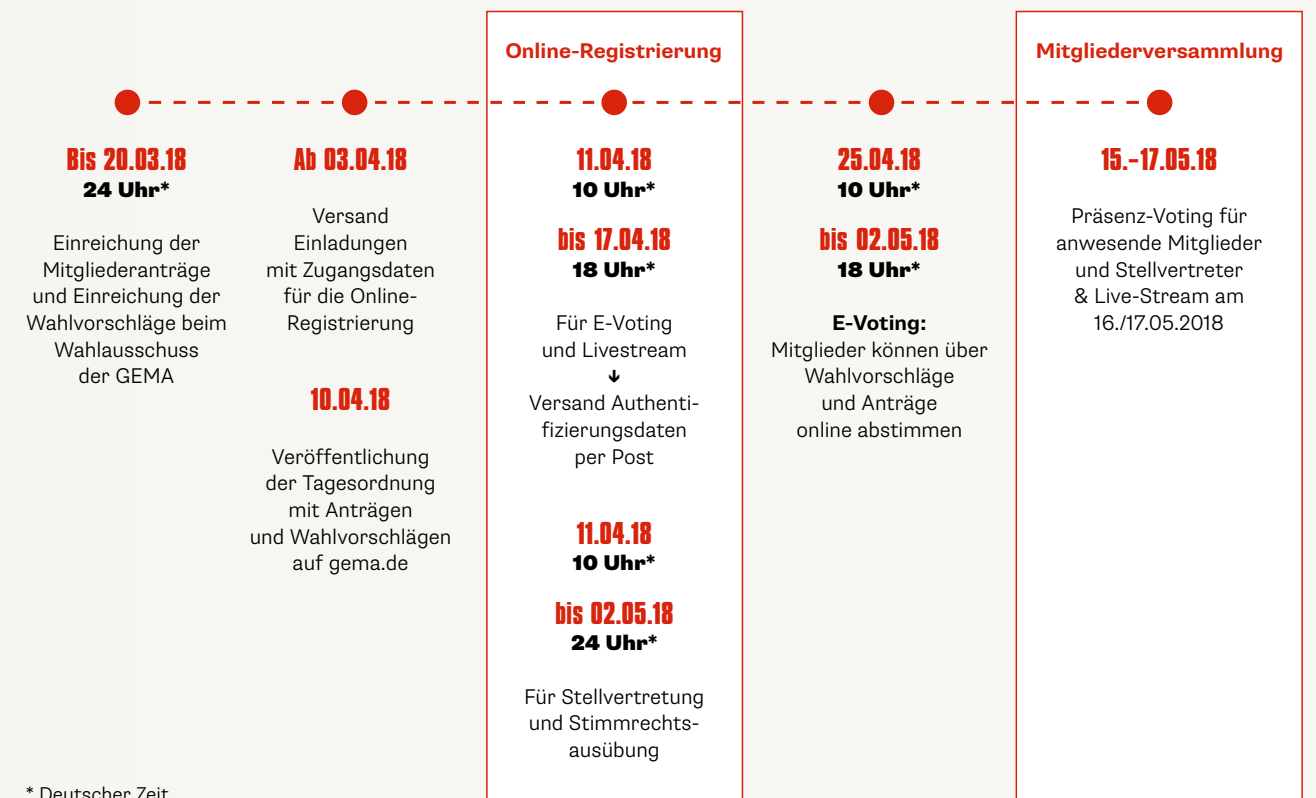 Online-Registrierung
Mitgliederversammlung
Bis 20.03.18
24 Uhr*
Einreichung der
Mitgliederanträge
und Einreichung der
Wahlvorschläge beim
Wahlausschuss
der GEMA
Ab 03.04.18
Versand
Einladungen
mit Zugangsdaten
für die Online-
Registrierung
10.04.18
Veröffentlichung
der Tagesordnung
mit Anträgen
und Wahlvorschlägen
auf gema.de
11.04.18
10 Uhr*
bis 17.04.18
18 Uhr*
Für E-Voting
und Livestream
↓
Versand Authenti-
fizierungsdaten
per Post
11.04.18
10 Uhr*
bis 02.05.18
24 Uhr*
Für Stellvertretung
und Stimmrechts-
ausübung
25.04.18
10 Uhr*
bis 02.05.18
18 Uhr*
E-Voting:
Mitglieder können über
Wahlvorschläge
und Anträge
online abstimmen
15.–17.05.18
Präsenz-Voting für
anwesende Mitglieder
und Stellvertreter
& Live-Stream am
16./17.05.2018
* Deutscher Zeit